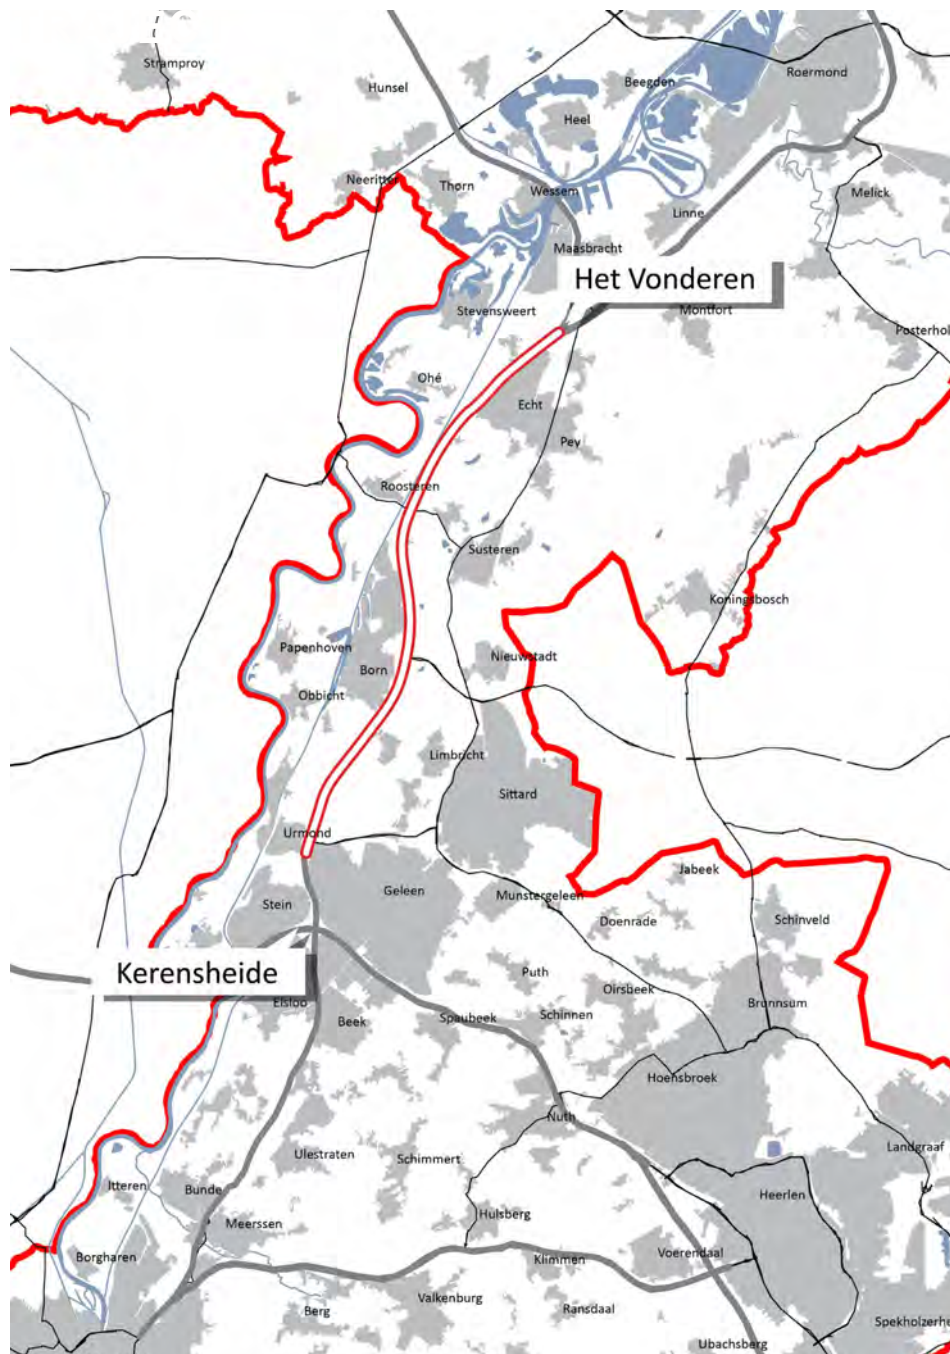 Stramproy
Hunsel
Beegden
Roermond
Heel
Neeritter
Thorn
Wessem
Melick
Linne
Maasbracht
Het Vonderen
Stevensweert
Montfort
Posterhol
Ohé
Echt
Pey
Roosteren
Susteren
Koningsbosch
Papenhoven
Nieuwstadt
Born
Obbicht
Limbricht
Sittard
Urmond
Jabeek
Geleen
Munstergeleen
Stein
Doenrade
Schinveld
Kerensheide
Puth
Oirsbeek
Elsloo
Brunnsum
Beek
Spaubeek
Schinnen
Hoensbroek
Nuth
Landgraaf
Ulestraten
Schimmert
Itteren
Bunde
Heerlen
Hulsberg
Meerssen
Borgharen
Klimmen
Voerendaal
Valkenburg
Berg
Ransdaal
Spekholzerhe
Ubachsberg